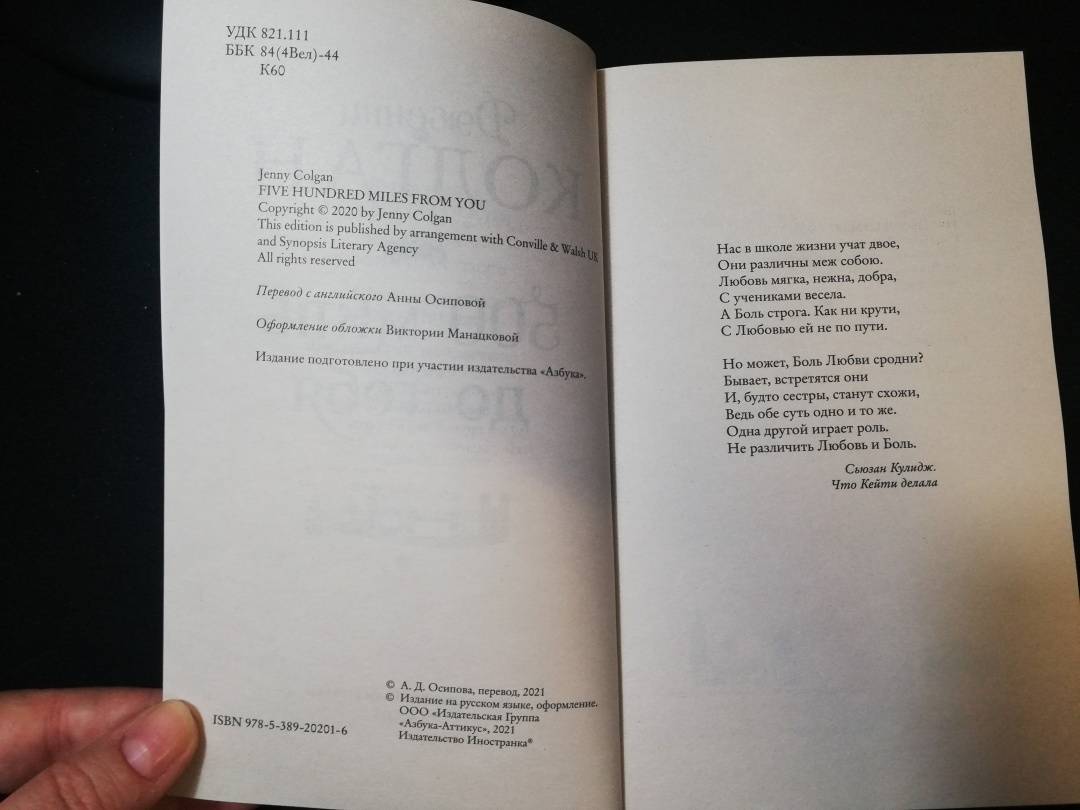 УДК 821.111
ББК 84(4Вел)-44
К60
Jenny Colgan
FIVE HUNDRED MILES FROM YOU
Copyright © 2020 by Jenny Colgan
This edition is published by arrangement with Conville & Walsh UK
and Synopsis Literary Agency
All rights reserved
Перевод с английского Анны Осиповой
Оформление обложки Виктории Манацковой
Издание подготовлено при участии издательства «Азбука».
© А. Д. Осипова, перевод, 2021
© Издание на русском языке, оформление.
ООО «Издательская Группа
«Азбука-Аттикус», 2021
Издательство Иностранка®
ISBN 978-5-389-20201-6
Нас в школе жизни учат двое,
Они различны меж собою.
Любовь мягка, нежна, добра,
С учениками весела.
А Боль строга. Как ни крути,
С Любовью ей не по пути.
Но может, Боль Любви сродни?
Бывает, встретятся они
И, будто сестры, станут схожи,
Ведь обе суть одно и то же.
Одна другой играет роль.
Не различить Любовь и Боль.
Сьюзан Кулидж.
Что Кейти делала